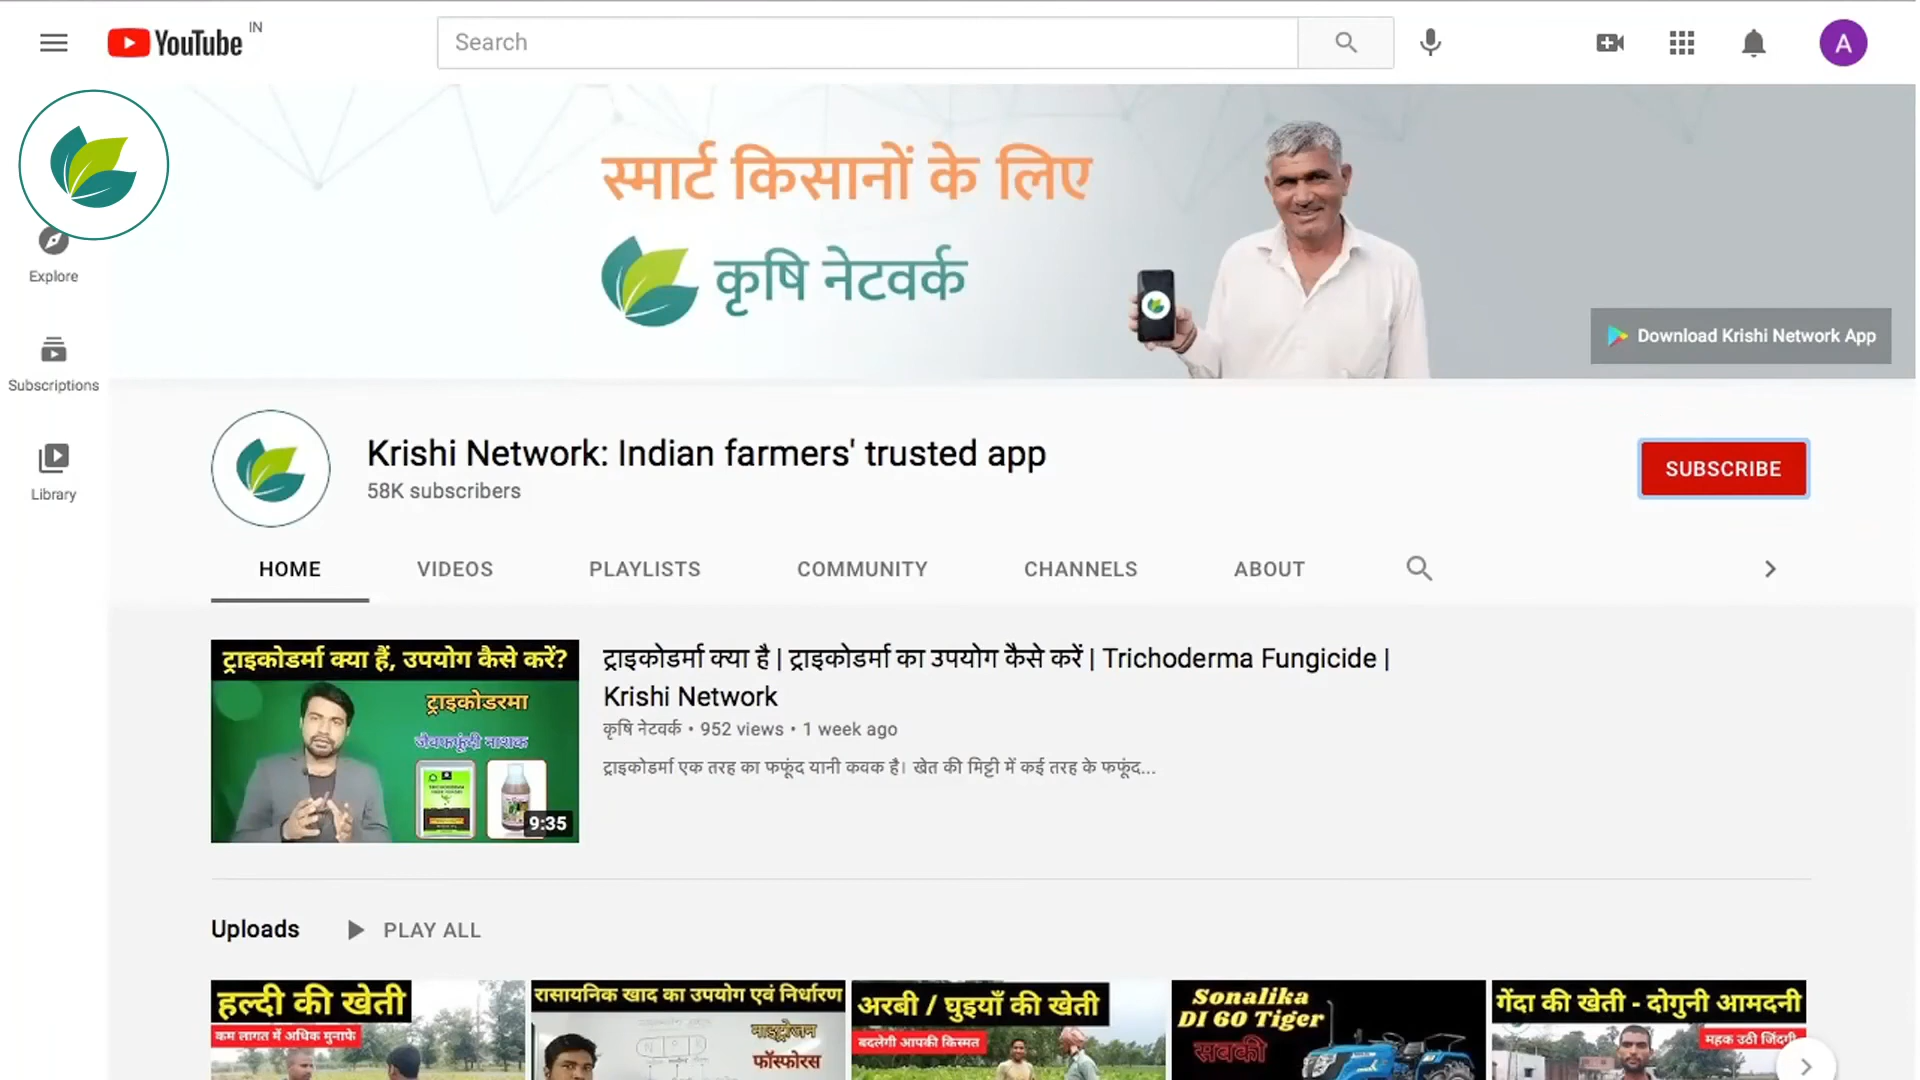 YouTube IN
Search
A
स्मार्ट किसानों के लिए
कृषि नेटवर्क
Download Krishi Network App
Explore
Subscriptions
Library
Krishi Network: Indian farmers' trusted app
58K subscribers
SUBSCRIBE
HOME VIDEOS PLAYLISTS COMMUNITY CHANNELS ABOUT
ट्राइकोडर्मा क्या हैं, उपयोग कैसे करें?
ट्राइकोडरमा
जैवफफूंदी नाशक
9:35
ट्राइकोडर्मा क्या है | ट्राइकोडर्मा का उपयोग कैसे करें | Trichoderma Fungicide |
Krishi Network
कृषि नेटवर्क • 952 views • 1 week ago
ट्राइकोडर्मा एक तरह का फफूंद यानी कवक है। खेत की मिट्टी में कई तरह के फफूंद...
Uploads PLAY ALL
हल्दी की खेती
कम लागत में अधिक मुनाफे
रासायनिक खाद का उपयोग एवं निर्धारण
नाइट्रोजन
फॉस्फोरस
अरबी / घुइयाँ की खेती
बदलेगी आपकी किस्मत
Sonalika
DI 60 Tiger
सबकी
गेंदा की खेती - दोगुनी आमदनी
महक उठी जिंदगी